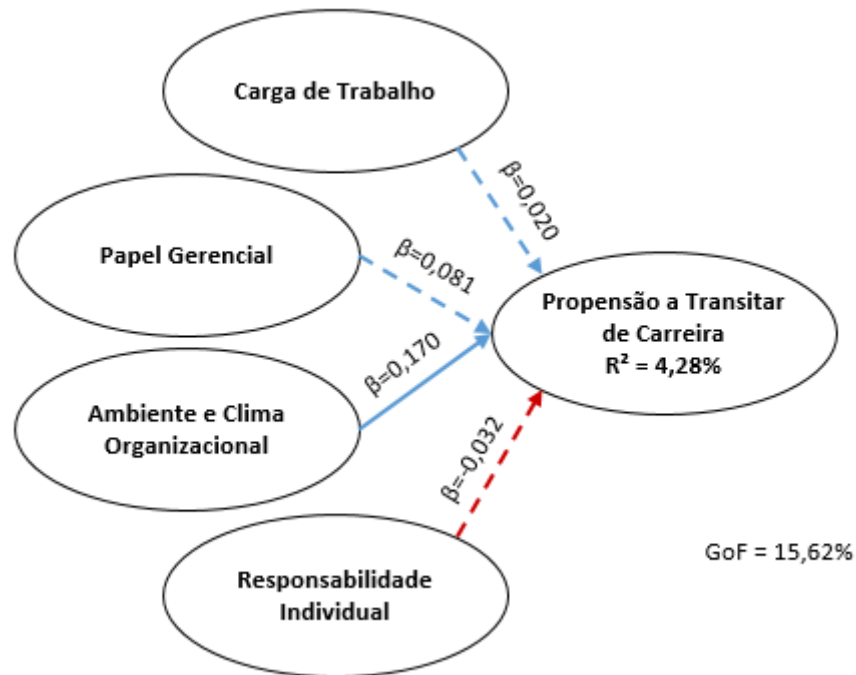 Carga de Trabalho
β=0,020
Papel Gerencial
β=0,081
Propensão a Transitar
de Carreira
R² = 4,28%
β=0,170
Ambiente e Clima
Organizacional
β=-0,032
GoF = 15,62%
Responsabilidade
Individual